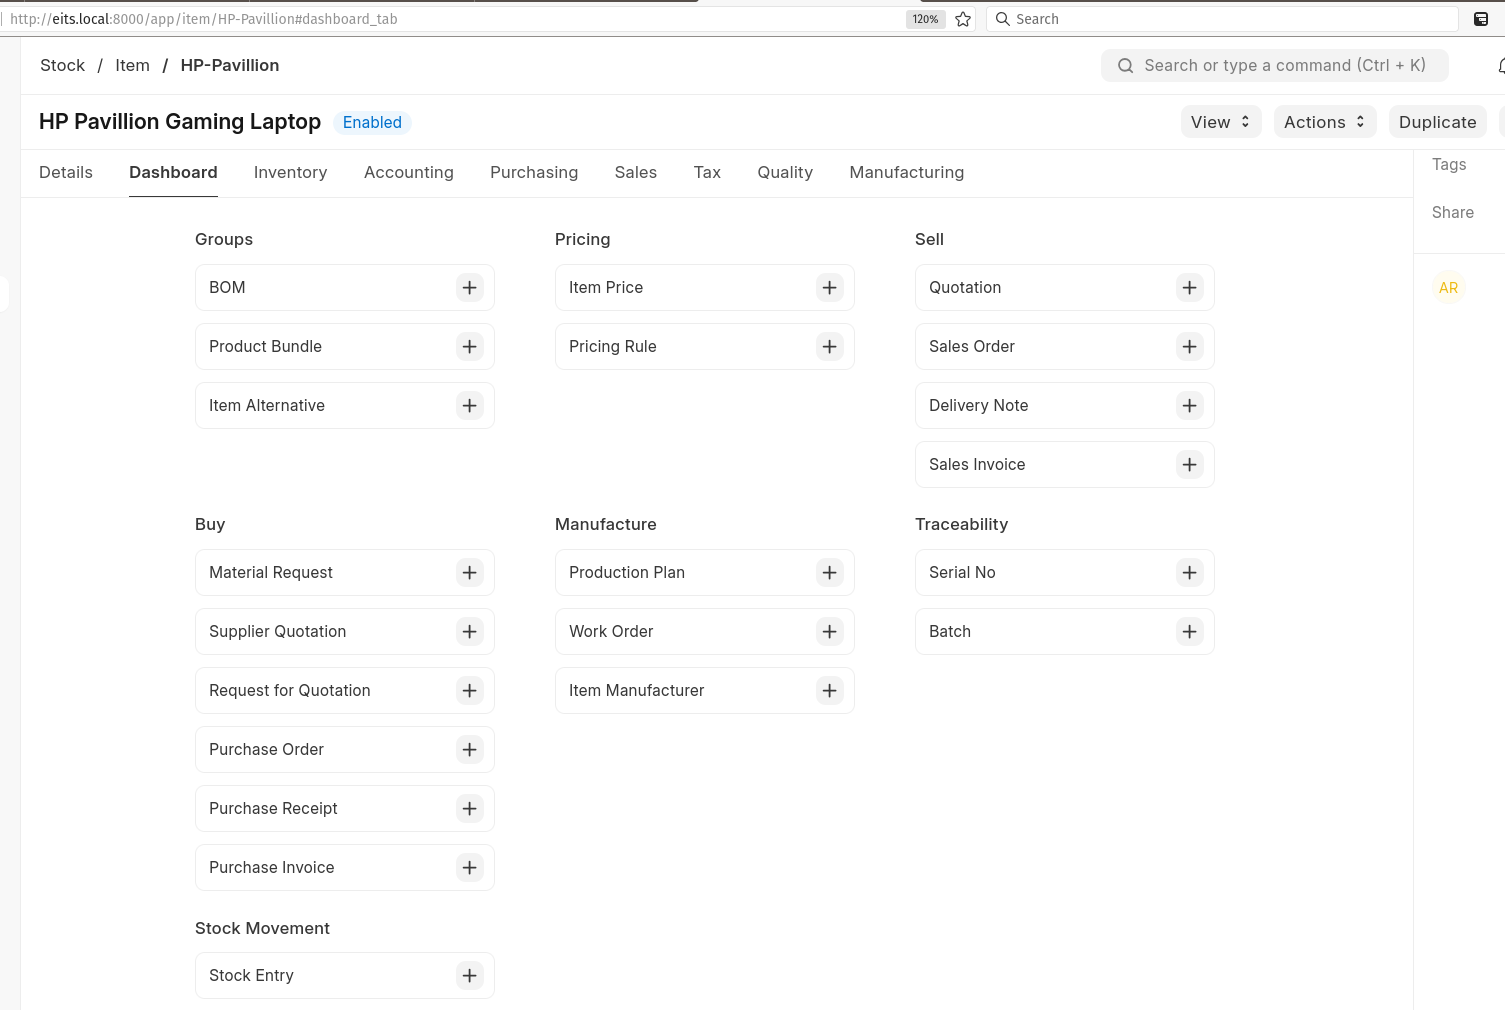 http://eits.local:8000/app/item/HP-Pavillion#dashboard_tab 120% Search
Stock / Item / HP-Pavillion Search or type a command (Ctrl + K)
HP Pavillion Gaming Laptop Enabled View Actions Duplicate
Details Dashboard Inventory Accounting Purchasing Sales Tax Quality Manufacturing
Tags
Share
AR
Groups
BOM
Product Bundle
Item Alternative
Pricing
Item Price
Pricing Rule
Sell
Quotation
Sales Order
Delivery Note
Sales Invoice
Buy
Material Request
Supplier Quotation
Request for Quotation
Purchase Order
Purchase Receipt
Purchase Invoice
Manufacture
Production Plan
Work Order
Item Manufacturer
Traceability
Serial No
Batch
Stock Movement
Stock Entry